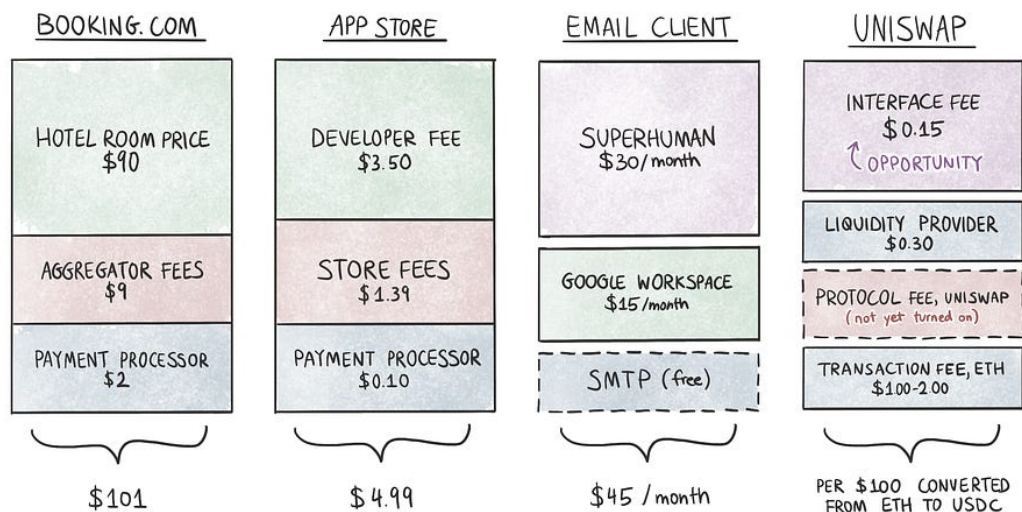 BOOKING.COM
HOTEL ROOM PRICE
$90
AGGREGATOR FEES
$9
PAYMENT PROCESSOR
$2
$101
APP STORE
DEVELOPER FEE
$3.50
STORE FEES
$1.39
PAYMENT PROCESSOR
$0.10
$4.99
EMAIL CLIENT
SUPERHUMAN
$30/month
GOOGLE WORKSPACE
$15/month
SMTP (free)
$45/month
UNISWAP
INTERFACE FEE
$0.15
OPPORTUNITY
LIQUIDITY PROVIDER
$0.30
PROTOCOL FEE, UNISWAP
(not yet turned on)
TRANSACTION FEE, ETH
$1.00-2.00
PER $100 CONVERTED
FROM ETH TO USDC